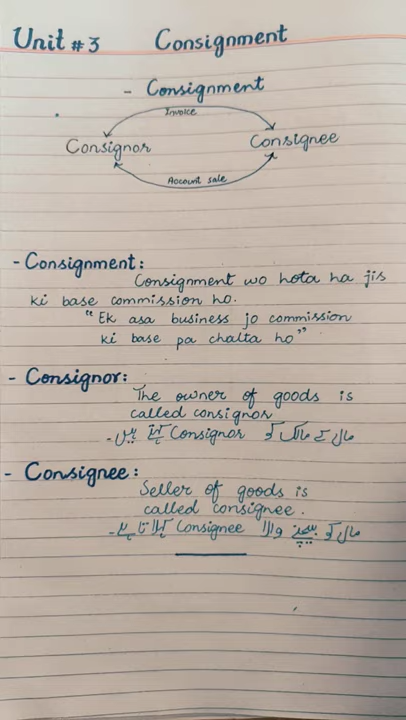 Unit # 3 Consignment
- Consignment
Invoice
Consignor Consignee
Account sale
- Consignment:
Consignment wo hota ha jis
ki base commission ho.
"Ek asa business jo commission
ki base pa chalta ho"
- Consignor:
The owner of goods is
called consignor
مال کے مالک کو Consignor کہتے ہیں۔
- Consignee:
Seller of goods is
called consignee.
مال کو بیچنے والا Consignee کہلاتا ہے۔